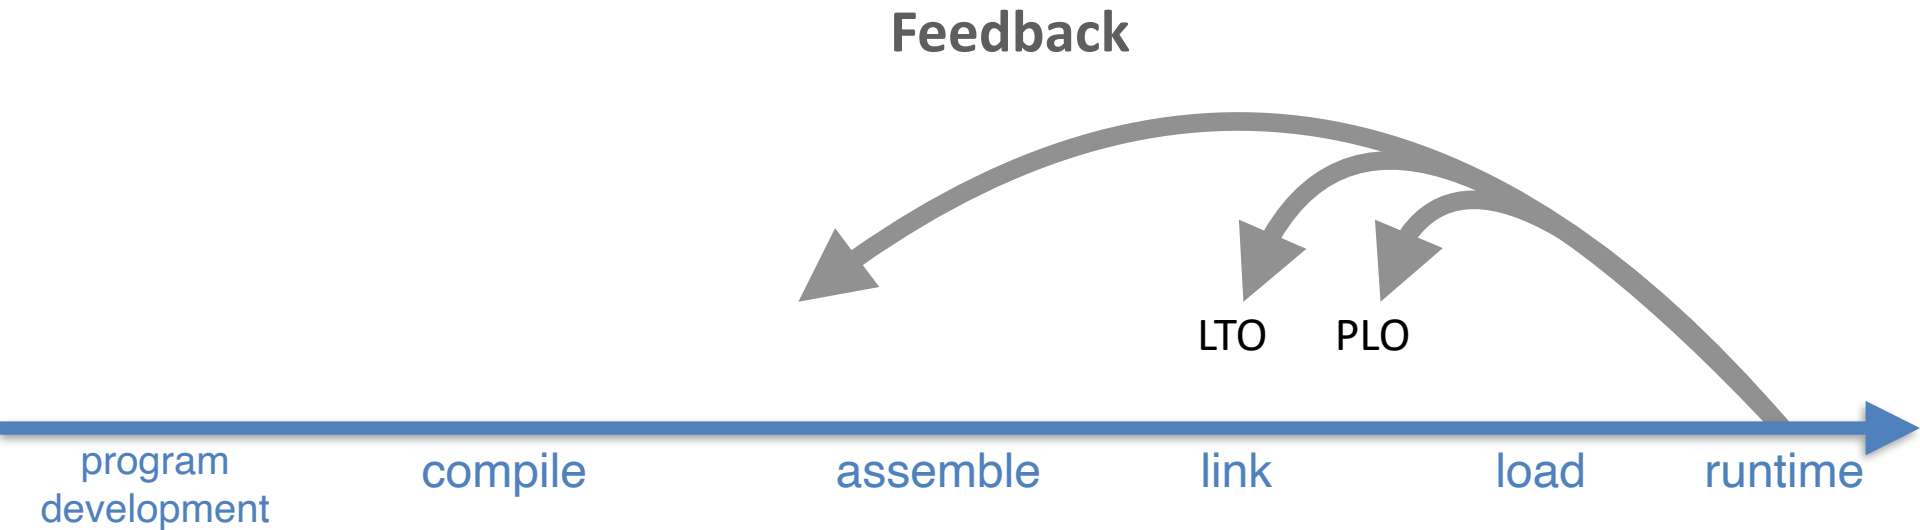 Feedback
LTO
PLO
program
development
compile
assemble
link
load
runtime